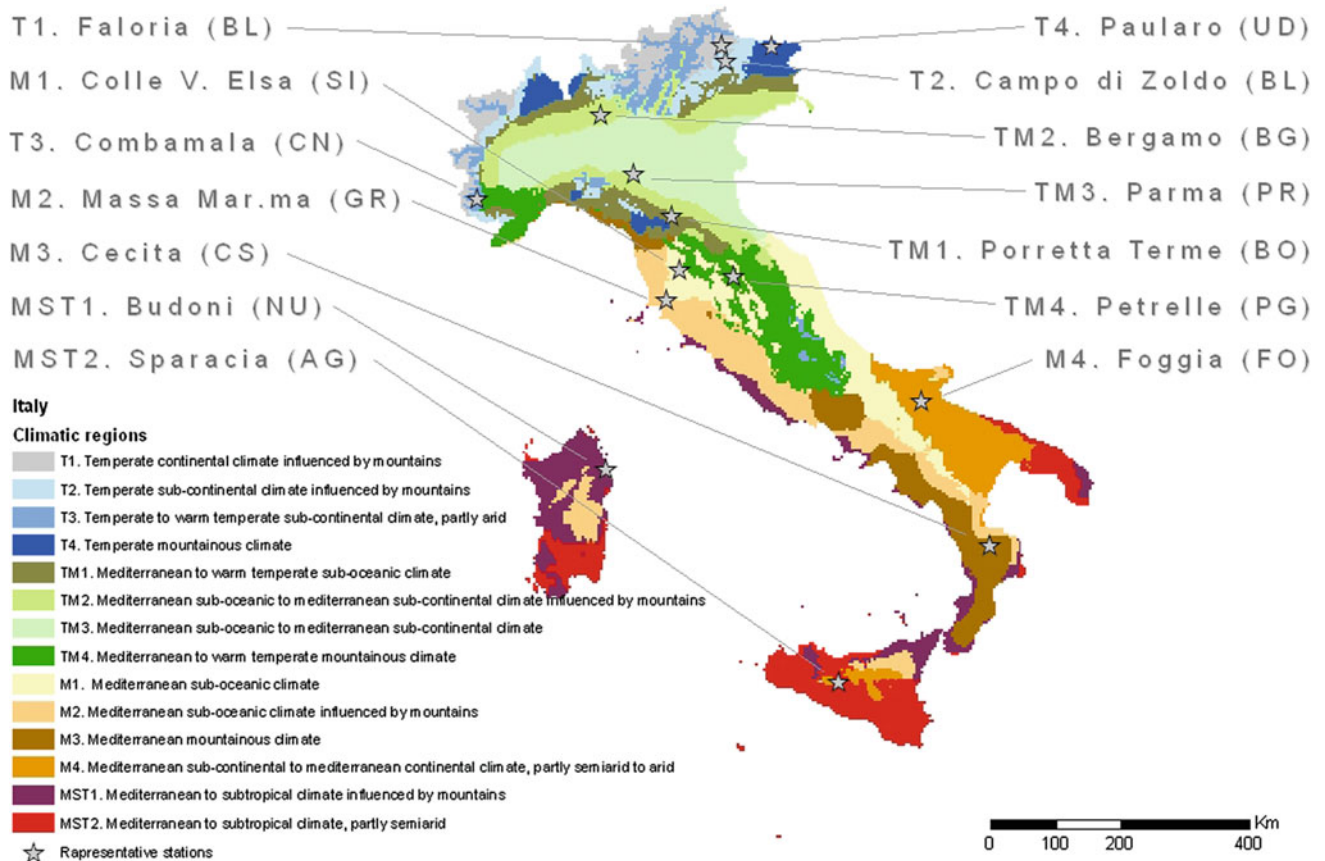 T1. Faloria (BL)
M1. Colle V. Elsa (SI)
T3. Combamala (CN)
M2. Massa Mar.ma (GR)
M3. Cecita (CS)
MST1. Budoni (NU)
MST2. Sparacia (AG)
T4. Paularo (UD)
T2. Campo di Zoldo (BL)
TM2. Bergamo (BG)
TM3. Parma (PR)
TM1. Porretta Terme (BO)
TM4. Petrelle (PG)
M4. Foggia (FO)
Italy
Climatic regions
T1. Temperate continental climate influenced by mountains
T2. Temperate sub-continental climate influenced by mountains
T3. Temperate to warm temperate sub-continental climate, partly arid
T4. Temperate mountainous climate
TM1. Mediterranean to warm temperate sub-oceanic climate
TM2. Mediterranean sub-oceanic to mediterranean sub-continental climate influenced by mountains
TM3. Mediterranean sub-oceanic to mediterranean sub-continental climate
TM4. Mediterranean to warm temperate mountainous climate
M1. Mediterranean sub-oceanic climate
M2. Mediterranean sub-oceanic climate influenced by mountains
M3. Mediterranean mountainous climate
M4. Mediterranean sub-continental to mediterranean continental climate, partly semiarid to arid
MST1. Mediterranean to subtropical climate influenced by mountains
MST2. Mediterranean to subtropical climate, partly semiarid
Rapresentative stations
Km
0 100 200 400